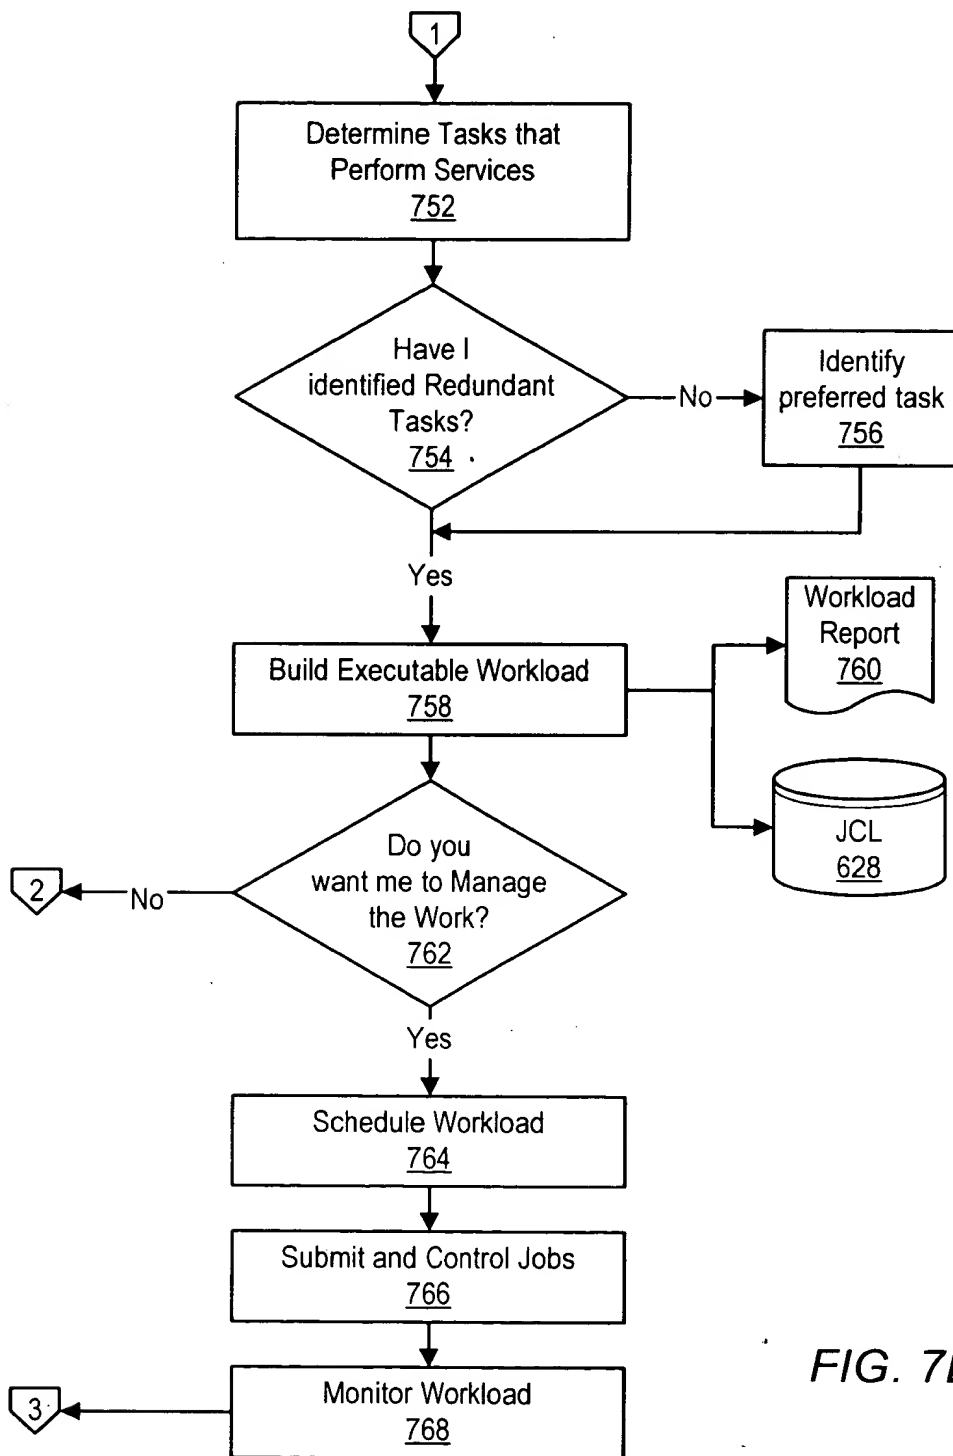 1
Determine Tasks that
Perform Services
752
Have I
identified Redundant
Tasks?
754
No
Identify
preferred task
756
Yes
Build Executable Workload
758
Workload
Report
760
JCL
628
Do you
want me to Manage
the Work?
762
No
2
Yes
Schedule Workload
764
Submit and Control Jobs
766
Monitor Workload
768
3
FIG.